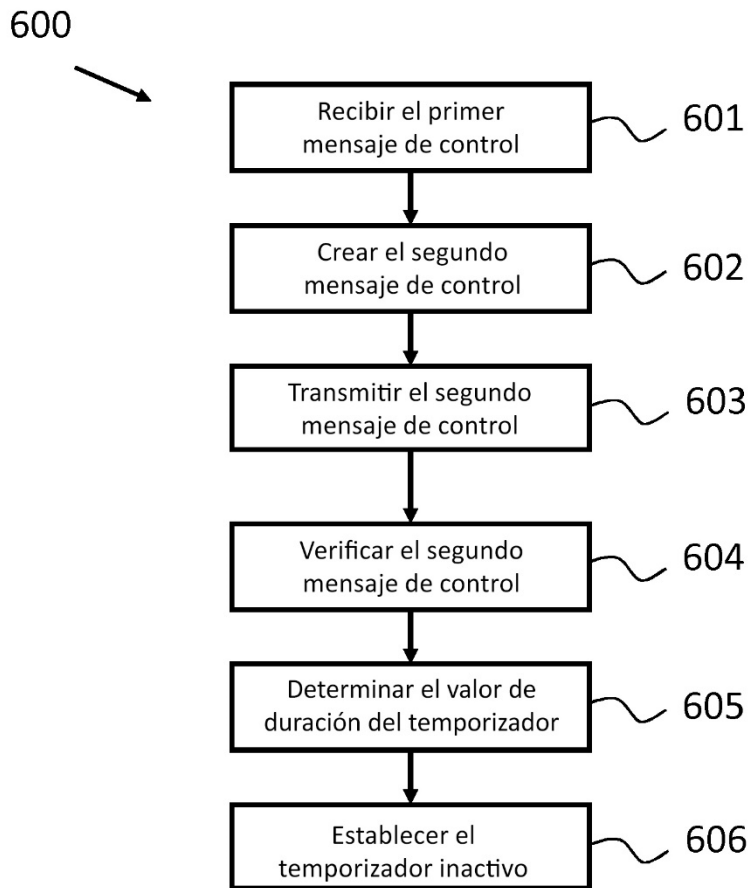 600
Recibir el primer
mensaje de control
601
Crear el segundo
mensaje de control
602
Transmitir el segundo
mensaje de control
603
Verificar el segundo
mensaje de control
604
Determinar el valor de
duración del temporizador
605
Establecer el
temporizador inactivo
606